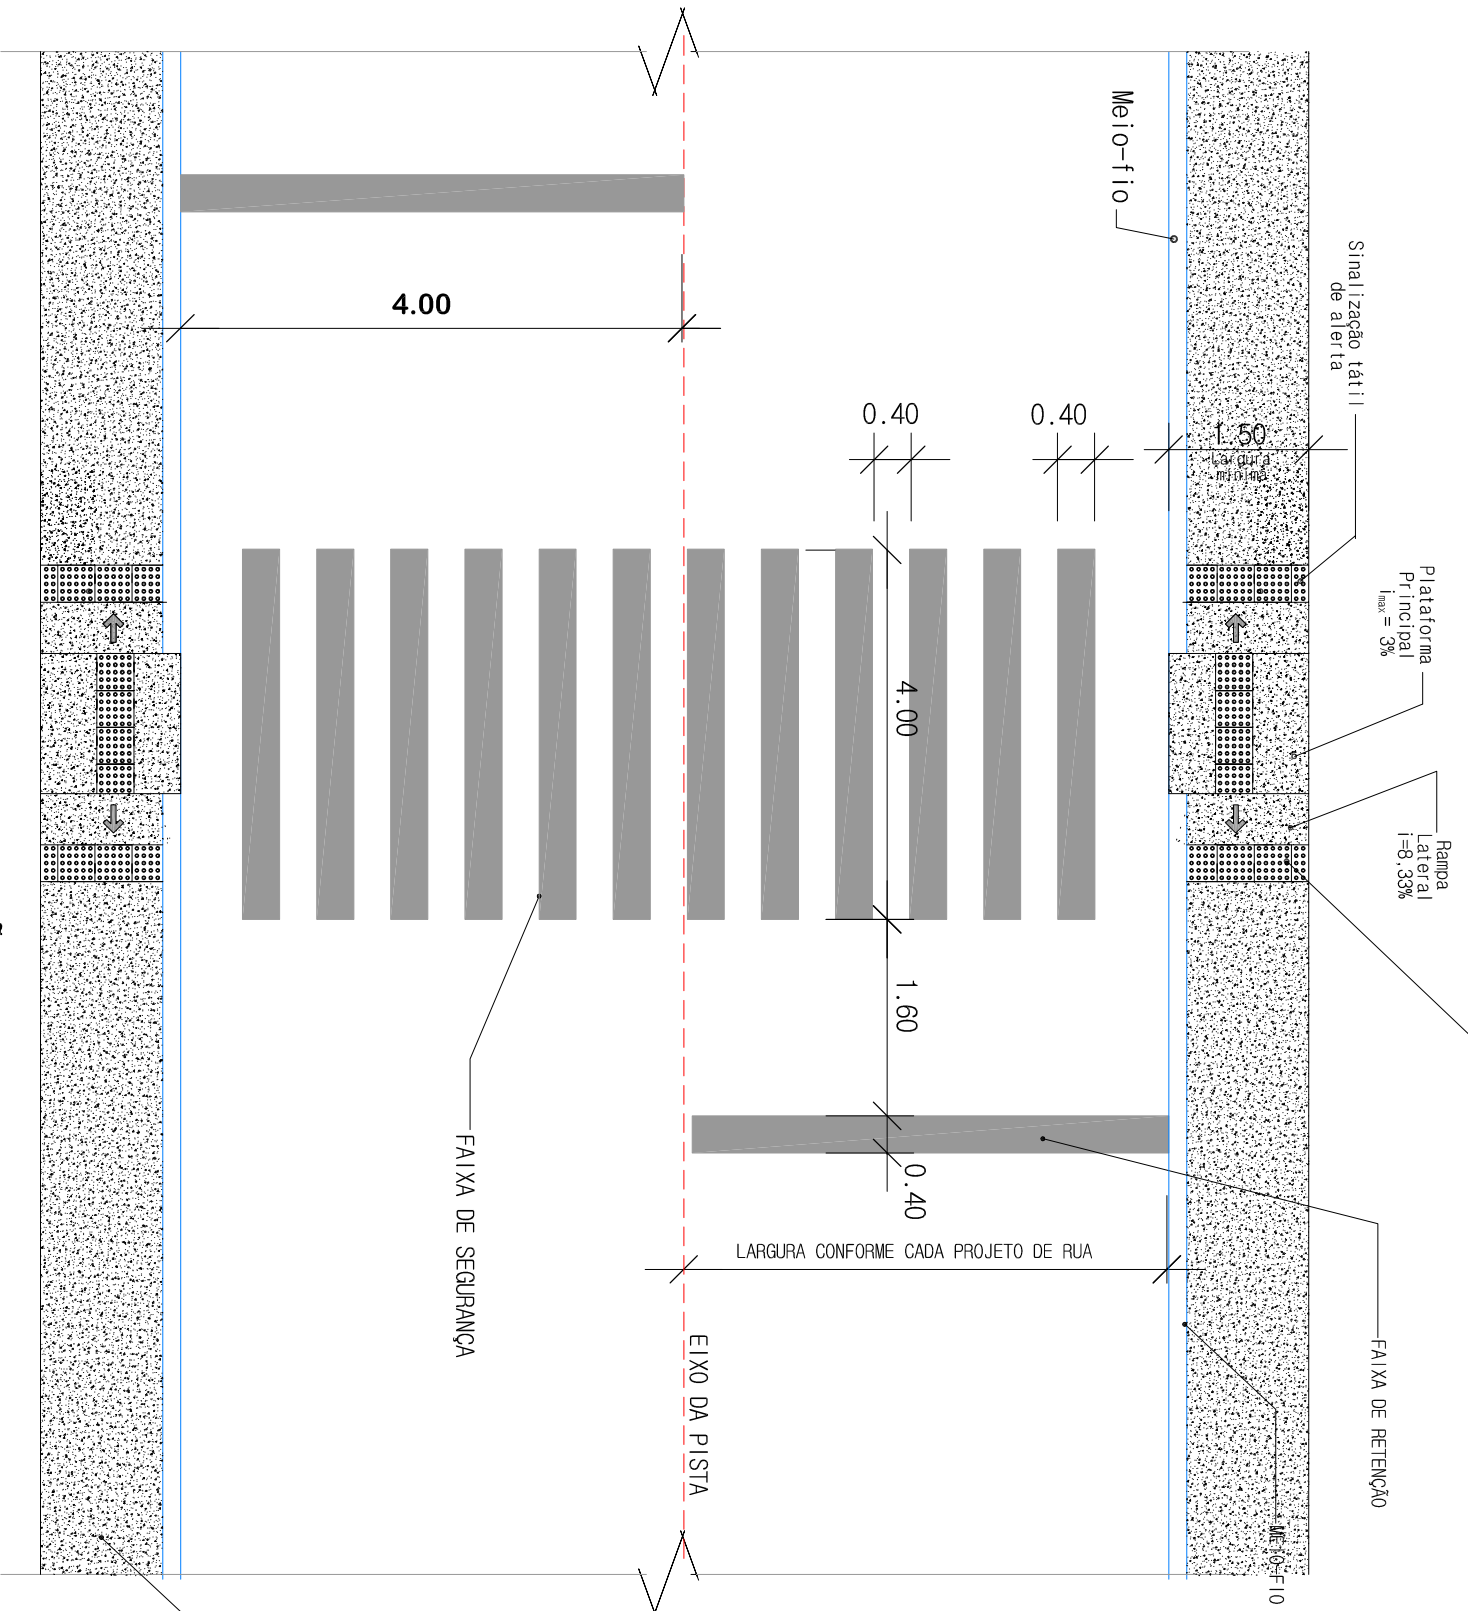 Meio-fio
Sinalização tátil
de alerta
4.00
0.40
0.40
1.50
Largura
mínima
Plataforma
Principal
imax = 3%
4.00
Rampa
Lateral
i=8,33%
1.60
0.40
FAIXA DE SEGURANÇA
LARGURA CONFORME CADA PROJETO DE RUA
EIXO DA PISTA
FAIXA DE RETENÇÃO
MEIO-FIO